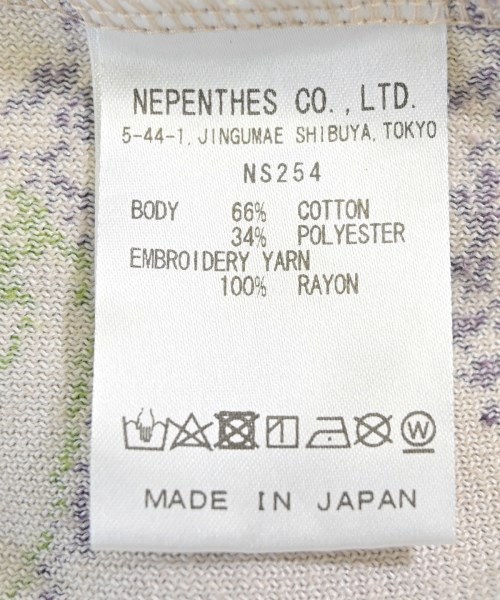 NEPENTHES CO.,LTD.
5-44-1, JINGUMAE SHIBUYA, TOKYO
NS254
BODY 66% COTTON
34% POLYESTER
EMBROIDERY YARN
100% RAYON
W
MADE IN JAPAN